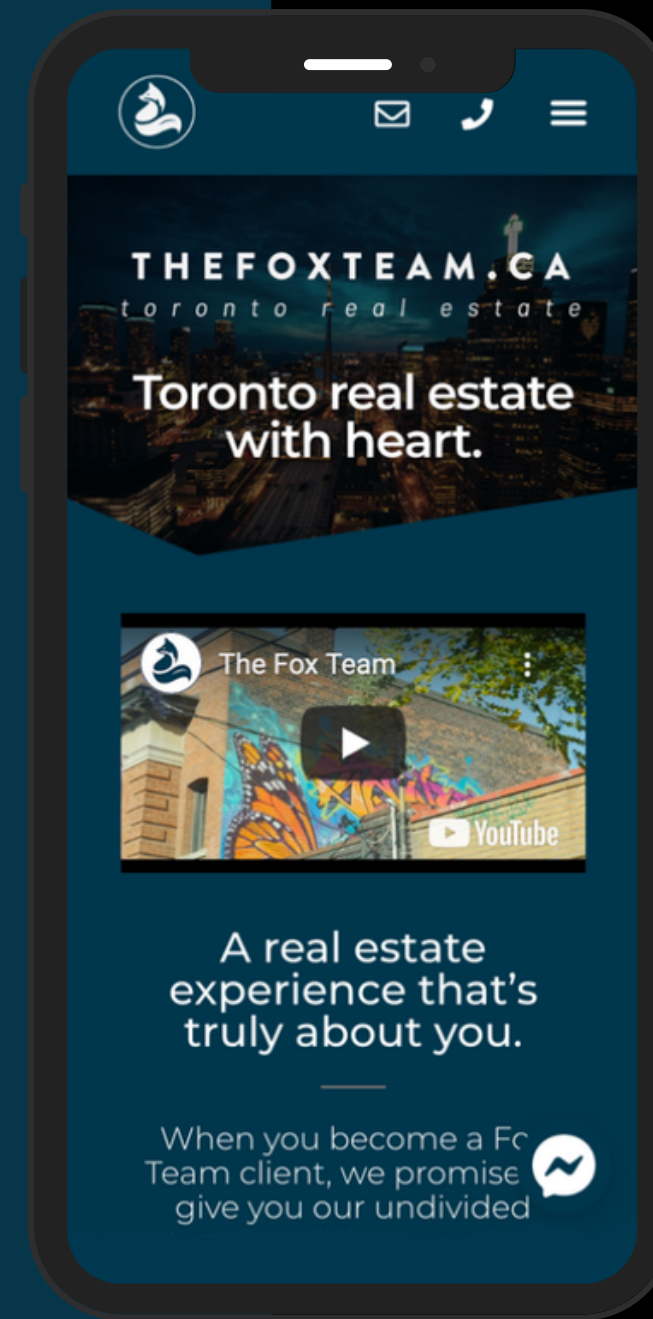 THEFOXTEAM.CA
toronto real estate
Toronto real estate
with heart.
The Fox Team
YouTube
A real estate
experience that’s
truly about you.
When you become a
Team client, we promise
give you our undivided